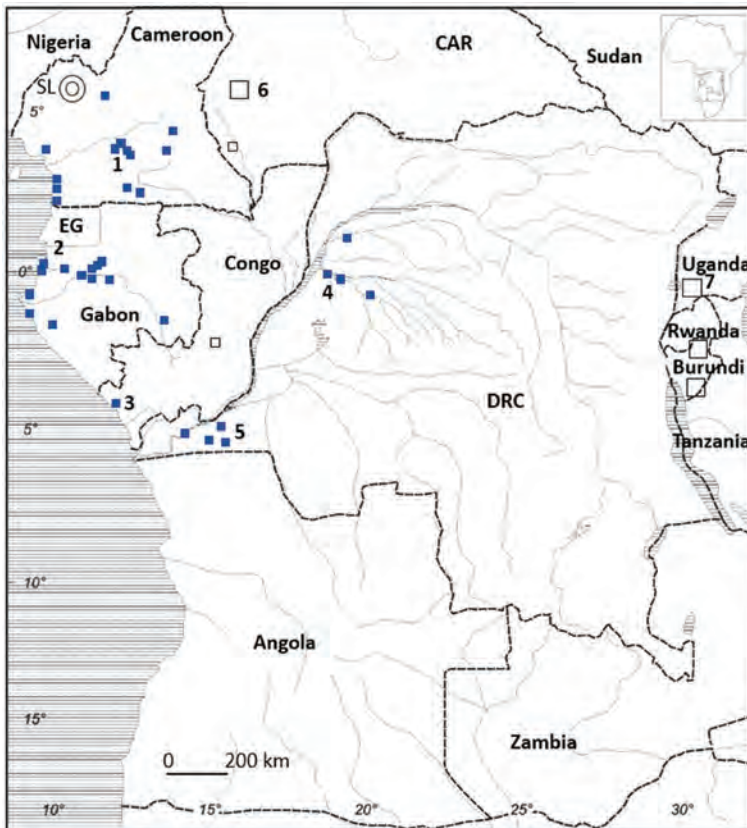 Nigeria Cameroon CAR Sudan
SL 6
5°
1
EG
2
0° Congo Uganda
4 7
Gabon Rwanda
Burundi
3 DRC
5° 5 Tanzania
10°
Angola
15° Zambia
0 200 km
10° 15° 20° 25° 30°